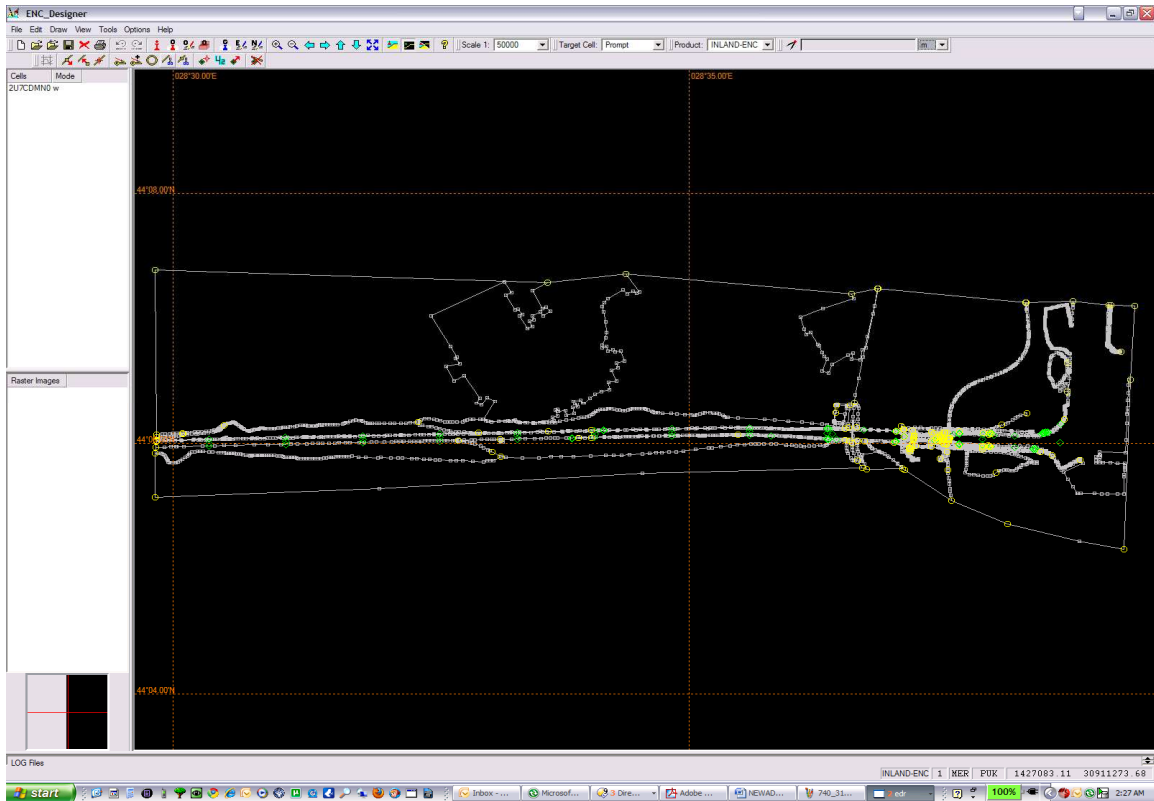 ENC_Designer
File Edit Draw View Tools Options Help
Scale 1: 50000 Target Cell: Prompt Product: INLAND-ENC m
Cells Mode
2U7CDMN0 w
028°30.00'E 028°35.00'E
44°08.00'N
Raster Images
44°04.00'N
LOG Files
INLAND-ENC 1 MER PUK 1427083.11 30911273.68
start Inbox - ... Microsof... 3 Dire... Adobe ... NEWAD... 740_31... edr 100% 2:27 AM